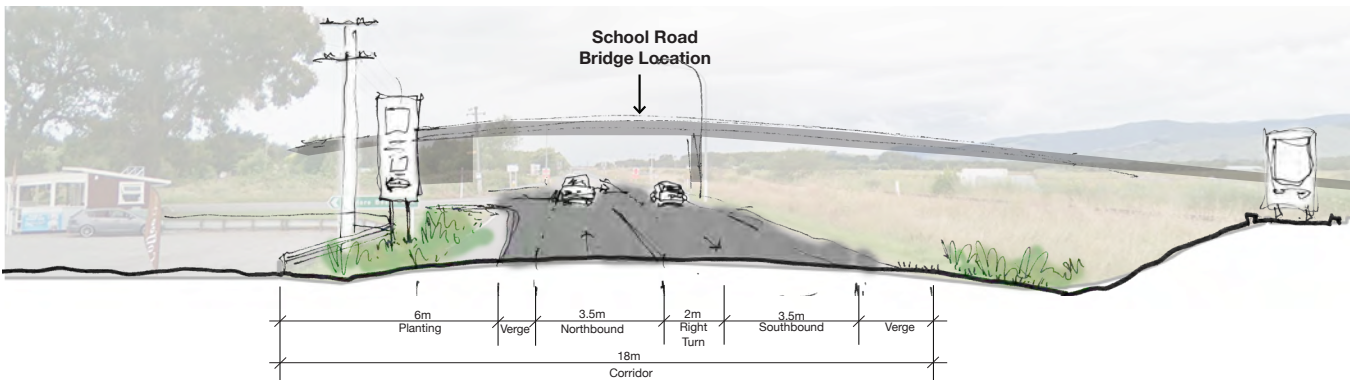 School Road
Bridge Location
6m
Planting
Verge
3.5m
Northbound
2m
Right
Turn
3.5m
Southbound
Verge
18m
Corridor